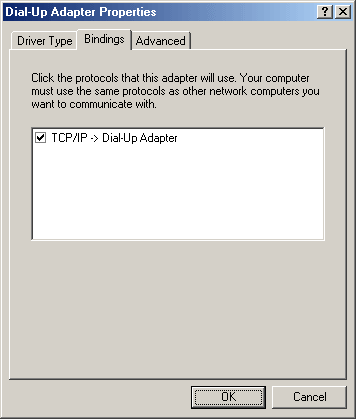 Dial-Up Adapter Properties
Driver Type Bindings Advanced
Click the protocols that this adapter will use. Your computer
must use the same protocols as other network computers you
want to communicate with.
TCP/IP -> Dial-Up Adapter
OK Cancel